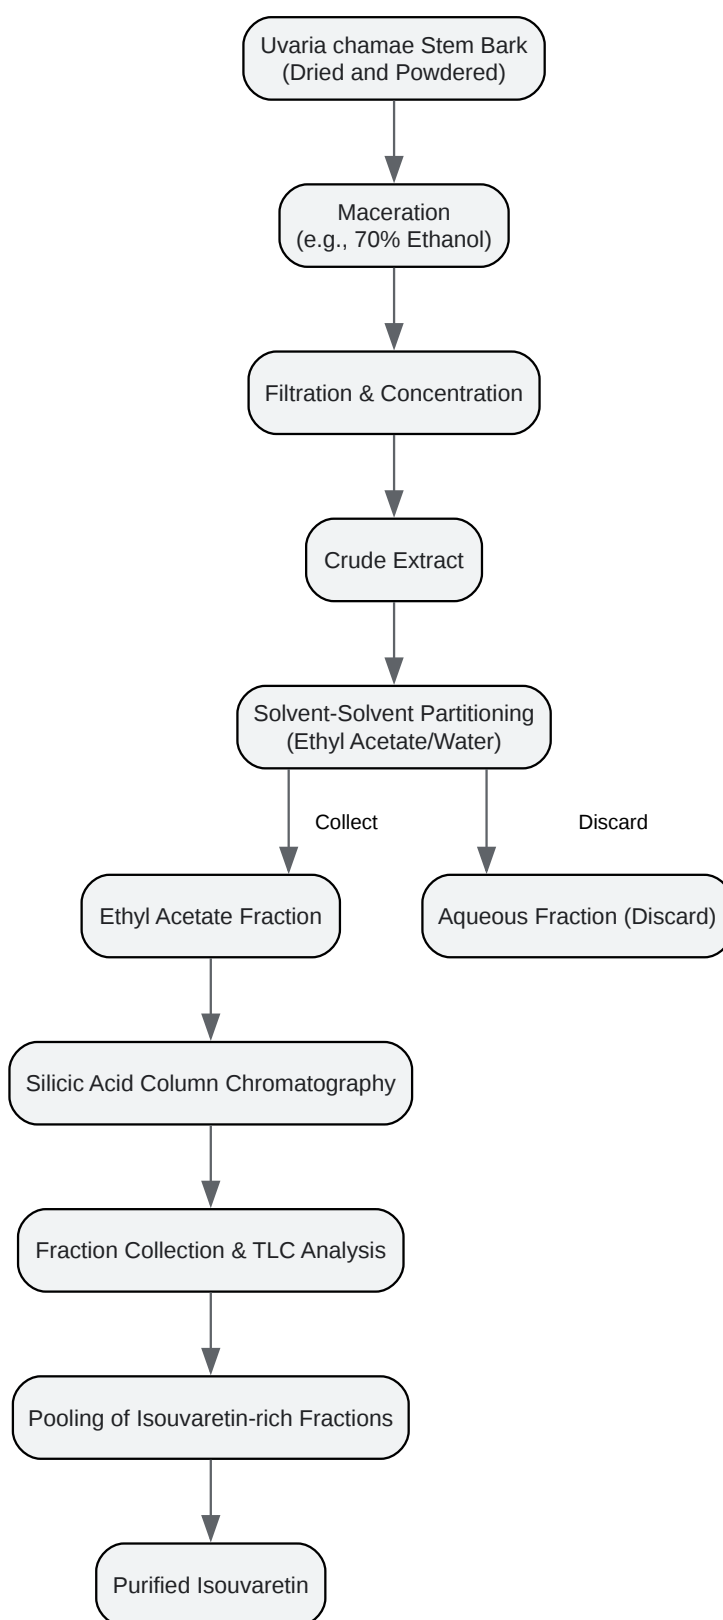 Uvaria chamae Stem Bark
(Dried and Powdered)
Maceration
(e.g., 70% Ethanol)
Filtration & Concentration
Crude Extract
Solvent-Solvent Partitioning
(Ethyl Acetate/Water)
Collect
Discard
Ethyl Acetate Fraction
Aqueous Fraction (Discard)
Silicic Acid Column Chromatography
Fraction Collection & TLC Analysis
Pooling of Isouvaretin-rich Fractions
Purified Isouvaretin